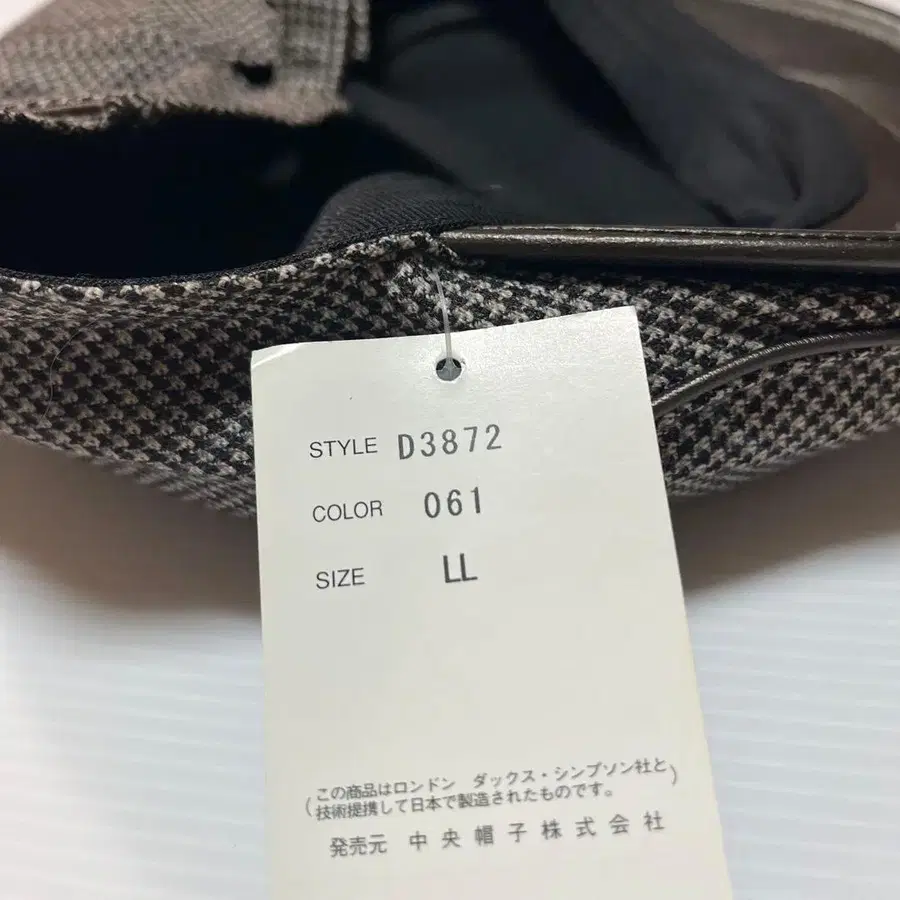 STYLE D3872
COLOR 061
SIZE LL
(この商品はロンドン ダックス・シンプソン社と
技術提携して日本で製造されたものです。)
発売元 中央帽子株式会社